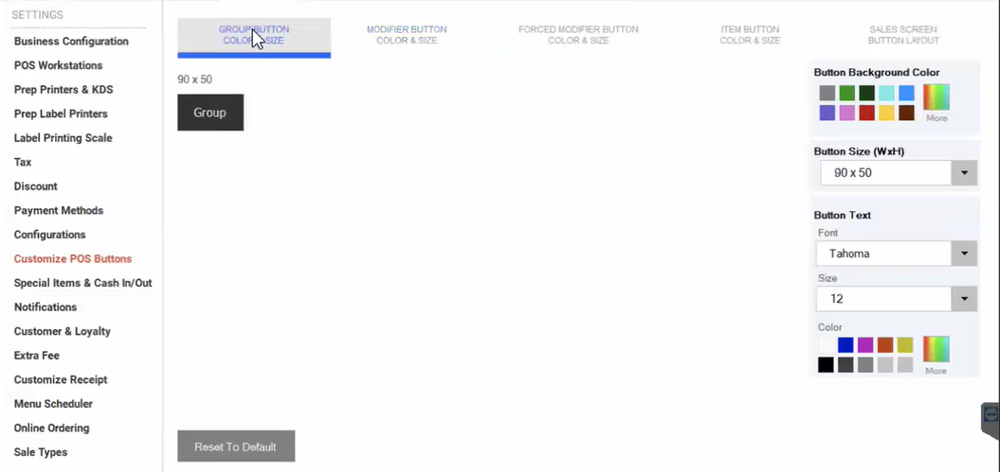 SETTINGS
Business Configuration
POS Workstations
Prep Printers & KDS
Prep Label Printers
Label Printing Scale
Tax
Discount
Payment Methods
Configurations
Customize POS Buttons
Special Items & Cash In/Out
Notifications
Customer & Loyalty
Extra Fee
Customize Receipt
Menu Scheduler
Online Ordering
Sale Types
GROUP BUTTON
COLOR & SIZE
MODIFIER BUTTON
COLOR & SIZE
FORCED MODIFIER BUTTON
COLOR & SIZE
ITEM BUTTON
COLOR & SIZE
SALES SCREEN
BUTTON LAYOUT
90 x 50
Group
Reset To Default
Button Background Color
More
Button Size (WxH)
90 x 50
Button Text
Font
Tahoma
Size
12
Color
More